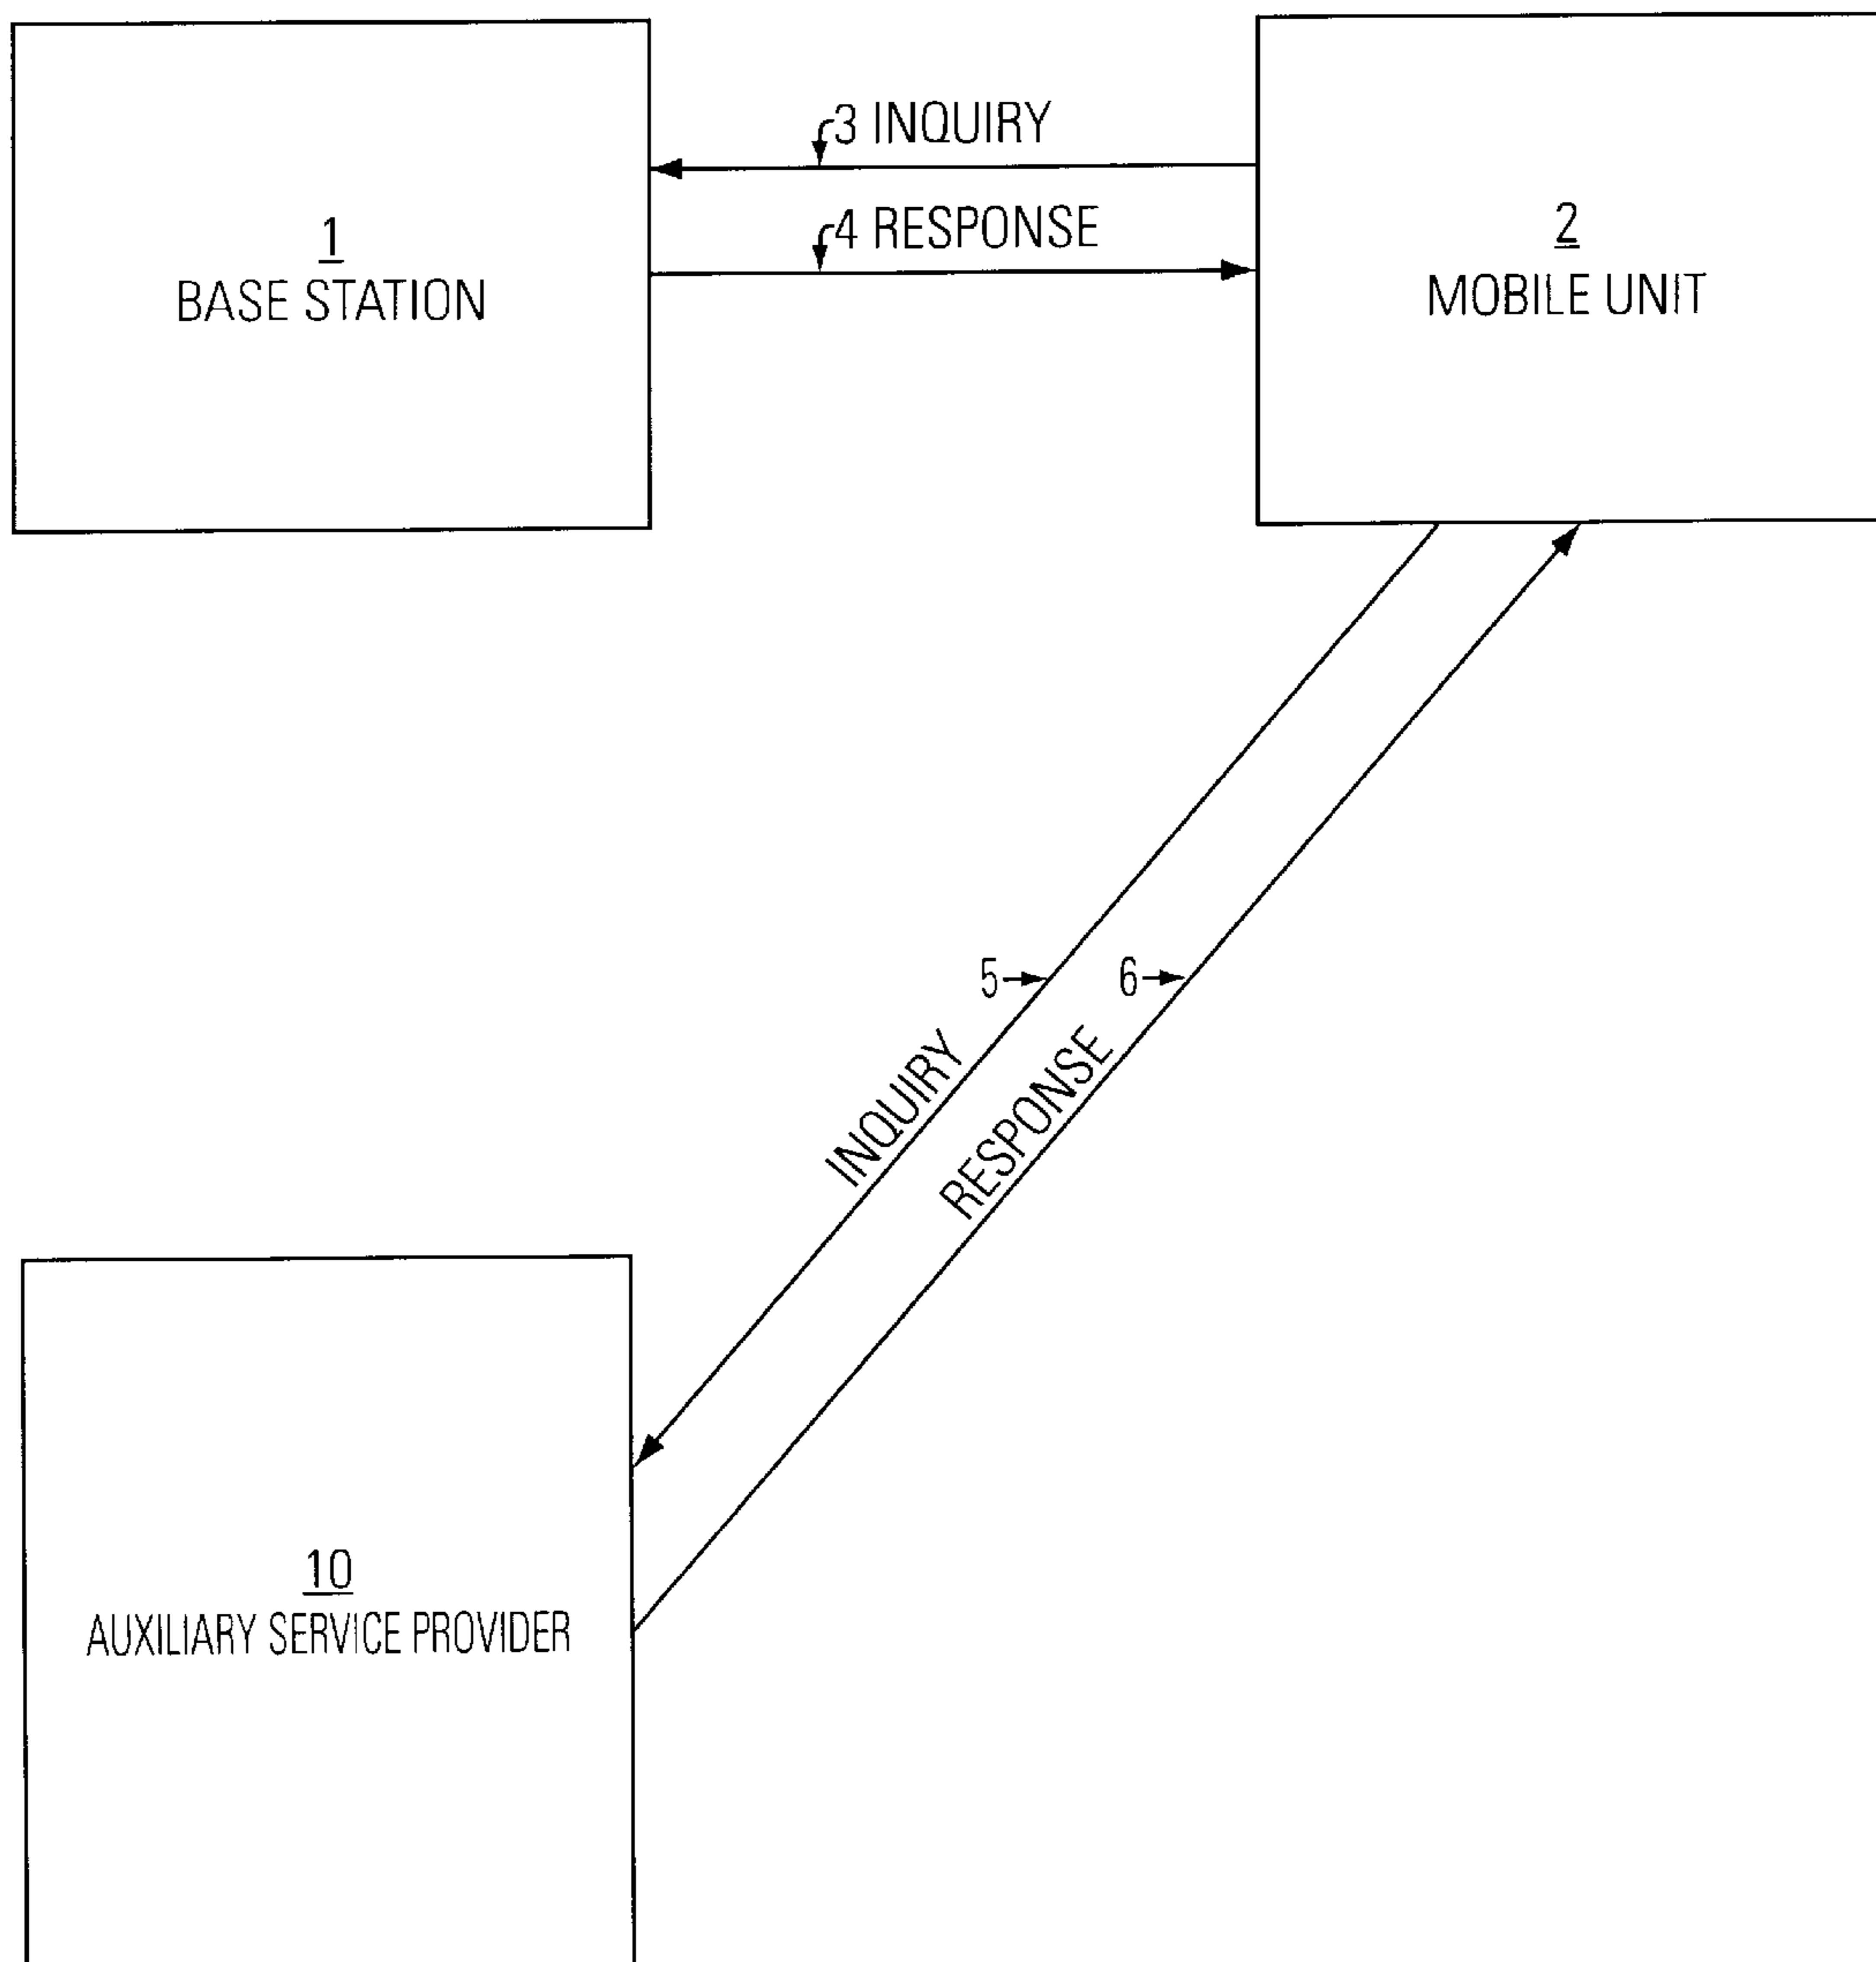 3 INQUIRY
4 RESPONSE
1
BASE STATION
2
MOBILE UNIT
5
6
INQUIRY
RESPONSE
10
AUXILIARY SERVICE PROVIDER